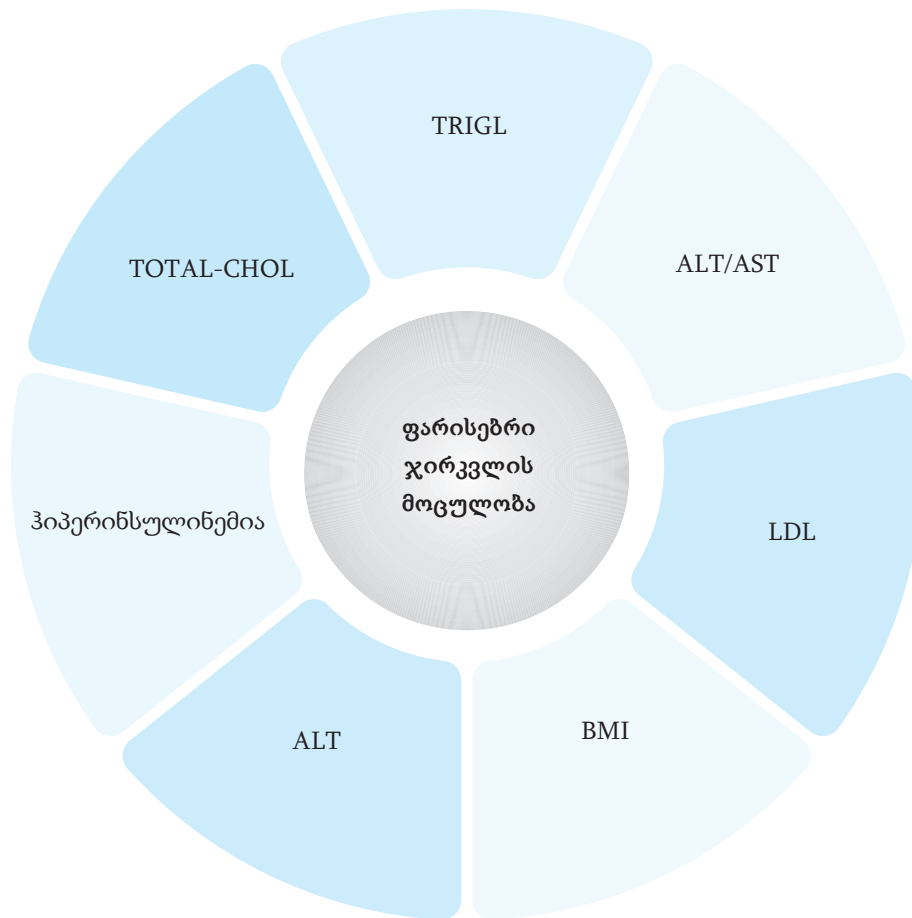 TRIGL
ALT/AST
TOTAL-CHOL
ფარისებრი
ჯირკვლის
მოცულობა
ჰიპერინსულინემია
LDL
ALT
BMI